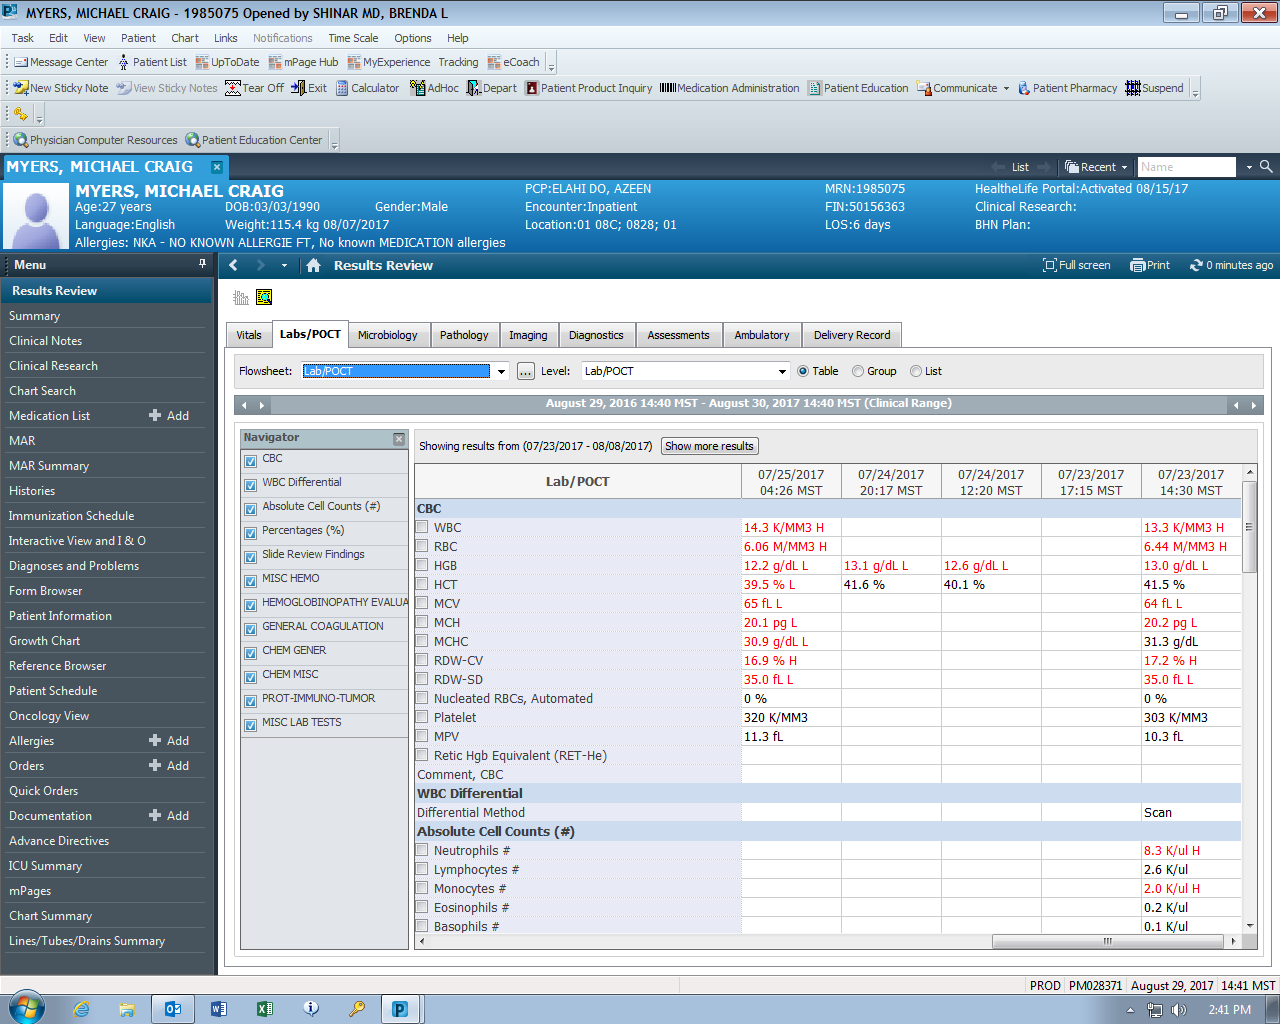 MYERS, MICHAEL CRAIG - 1985075 Opened by SHINAR MD, BRENDA L
Task Edit View Patient Chart Links Notifications Time Scale Options Help
Message Center Patient List UpToDate mPage Hub MyExperience Tracking eCoach
New Sticky Note View Sticky Notes Tear Off Exit Calculator AdHoc Depart Patient Product Inquiry Medication Administration Patient Education Communicate Patient Pharmacy Suspend
Physician Computer Resources Patient Education Center
MYERS, MICHAEL CRAIG List Recent Name
MYERS, MICHAEL CRAIG PCP:ELAHI DO, AZEEN MRN:1985075 HealtheLife Portal:Activated 08/15/17
Age:27 years DOB:03/03/1990 Gender:Male Encounter:Inpatient FIN:50156363 Clinical Research:
Language:English Weight:115.4 kg 08/07/2017 Location:01 08C; 0828; 01 LOS:6 days BHN Plan:
Allergies: NKA - NO KNOWN ALLERGIE FT, No known MEDICATION allergies
Menu
Results Review
Summary
Clinical Notes
Clinical Research
Chart Search
Medication List Add
MAR
MAR Summary
Histories
Immunization Schedule
Interactive View and I & O
Diagnoses and Problems
Form Browser
Patient Information
Growth Chart
Reference Browser
Patient Schedule
Oncology View
Allergies Add
Orders Add
Quick Orders
Documentation Add
Advance Directives
ICU Summary
mPages
Chart Summary
Lines/Tubes/Drains Summary
Results Review Full screen Print 0 minutes ago
Vitals Labs/POCT Microbiology Pathology Imaging Diagnostics Assessments Ambulatory Delivery Record
Flowsheet: Lab/POCT ... Level: Lab/POCT Table Group List
August 29, 2016 14:40 MST - August 30, 2017 14:40 MST (Clinical Range)
Navigator
CBC
WBC Differential
Absolute Cell Counts (#)
Percentages (%)
Slide Review Findings
MISC HEMO
HEMOGLOBINOPATHY EVALUA
GENERAL COAGULATION
CHEM GENER
CHEM MISC
PROT-IMMUNO-TUMOR
MISC LAB TESTS
Showing results from (07/23/2017 - 08/08/2017) Show more results
Lab/POCT 07/25/2017 07/24/2017 07/24/2017 07/23/2017 07/23/2017
04:26 MST 20:17 MST 12:20 MST 17:15 MST 14:30 MST
CBC
WBC 14.3 K/MM3 H 13.3 K/MM3 H
RBC 6.06 M/MM3 H 6.44 M/MM3 H
HGB 12.2 g/dL L 13.1 g/dL L 12.6 g/dL L 13.0 g/dL L
HCT 39.5 % L 41.6 % 40.1 % 41.5 %
MCV 65 fL L 64 fL L
MCH 20.1 pg L 20.2 pg L
MCHC 30.9 g/dL L 31.3 g/dL
RDW-CV 16.9 % H 17.2 % H
RDW-SD 35.0 fL L 35.0 fL L
Nucleated RBCs, Automated 0 % 0 %
Platelet 320 K/MM3 303 K/MM3
MPV 11.3 fL 10.3 fL
Retic Hgb Equivalent (RET-He)
Comment, CBC
WBC Differential
Differential Method Scan
Absolute Cell Counts (#)
Neutrophils # 8.3 K/ul H
Lymphocytes # 2.6 K/ul
Monocytes # 2.0 K/ul H
Eosinophils # 0.2 K/ul
Basophils # 0.1 K/ul
PROD PM028371 August 29, 2017 14:41 MST
2:41 PM